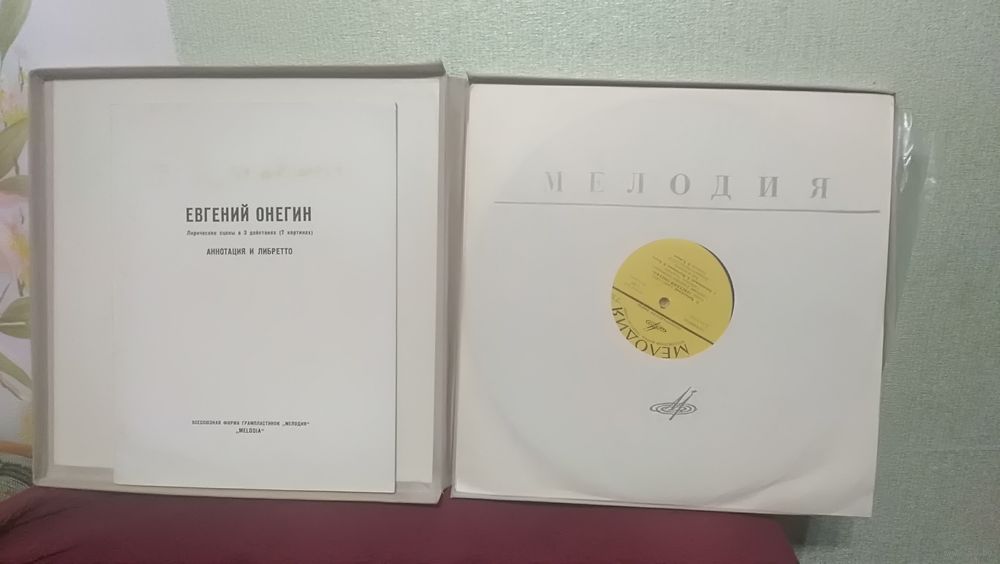 ЕВГЕНИЙ ОНЕГИН
Лирические сцены в 3 действиях (7 картинах)
АННОТАЦИЯ И ЛИБРЕТТО
ВСЕСОЮЗНАЯ ФИРМА ГРАМПЛАСТИНОК „МЕЛОДИЯ"
„MELODIA"
МЕЛОДИЯ
МЕЛОДИЯ